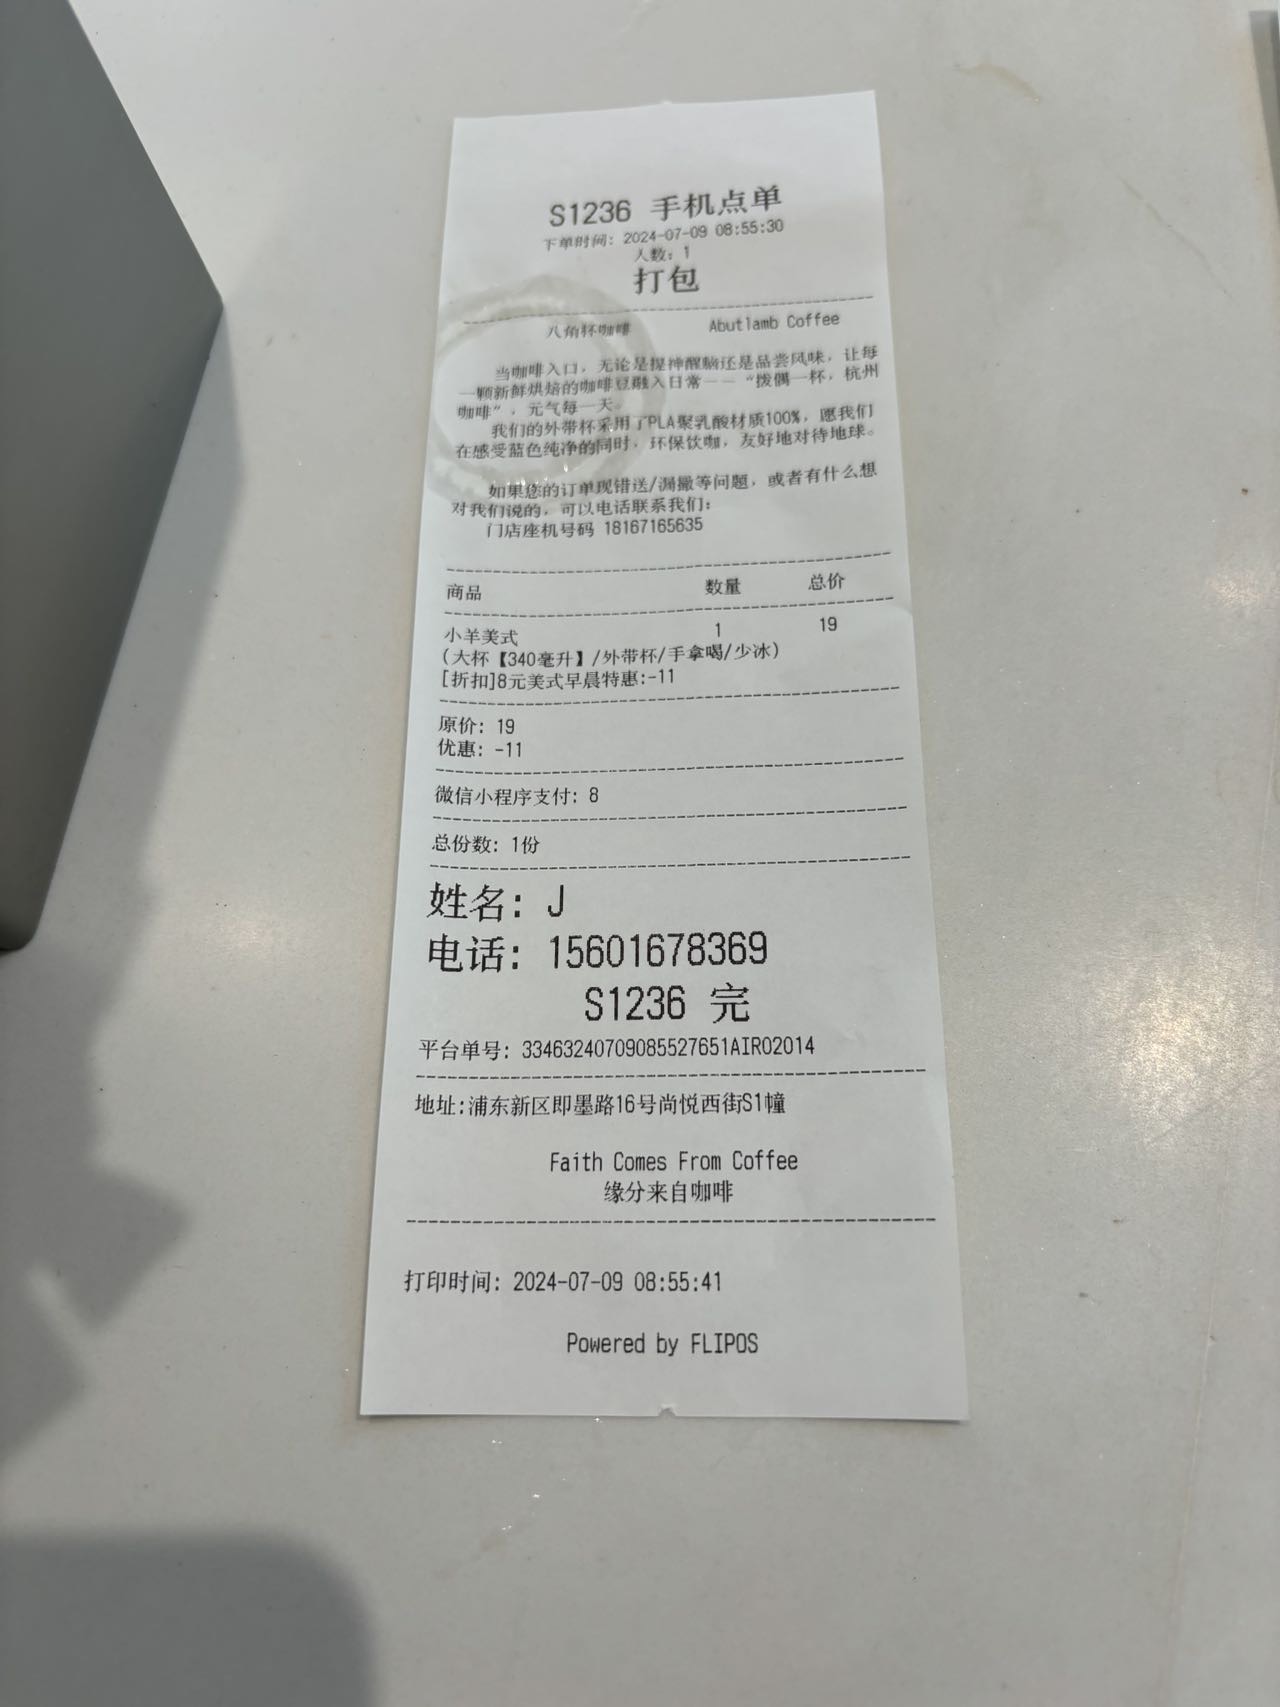 S1236 手机点单
下单时间: 2024-07-09 08:55:30
人数: 1
打包
八角杯咖啡 Abutlamb Coffee
当咖啡入口，无论是提神醒脑还是品尝风味，让每
一颗新鲜烘焙的咖啡豆融入日常——“拨偶一杯，杭州
咖啡”，元气每一天。
我们的外带杯采用了PLA聚乳酸材质100%，愿我们
在感受蓝色纯净的同时，环保饮咖，友好地对待地球。
如果您的订单现错送/漏撒等问题，或者有什么想
对我们说的，可以电话联系我们：
门店座机号码 18167165635
商品 数量 总价
小羊美式 1 19
(大杯【340毫升】/外带杯/手拿喝/少冰)
[折扣]8元美式早晨特惠:-11
原价: 19
优惠: -11
微信小程序支付: 8
总份数: 1份
姓名: J
电话: 15601678369
S1236 完
平台单号: 33463240709085527651AIR02014
地址:浦东新区即墨路16号尚悦西街S1幢
Faith Comes From Coffee
缘分来自咖啡
打印时间: 2024-07-09 08:55:41
Powered by FLIPOS